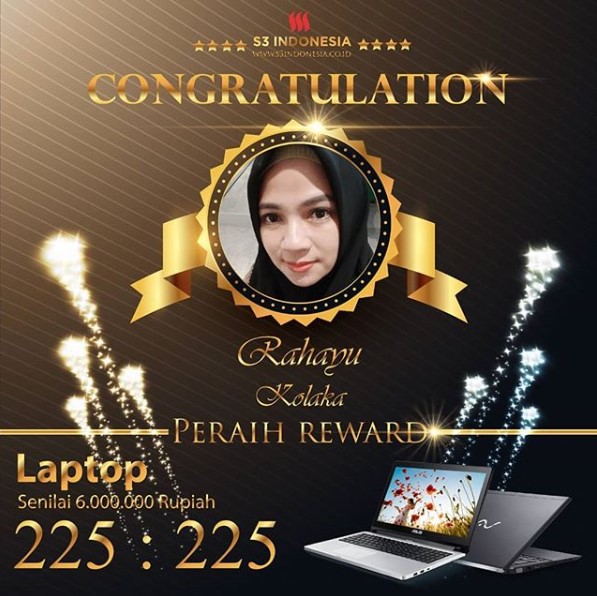 S3 INDONESIA
WWW.S3INDONESIA.CO.ID
CONGRATULATION
Rahayu
Kolaka
PERAIH REWARD
Laptop
Senilai 6.000.000 Rupiah
225 : 225
ASUS